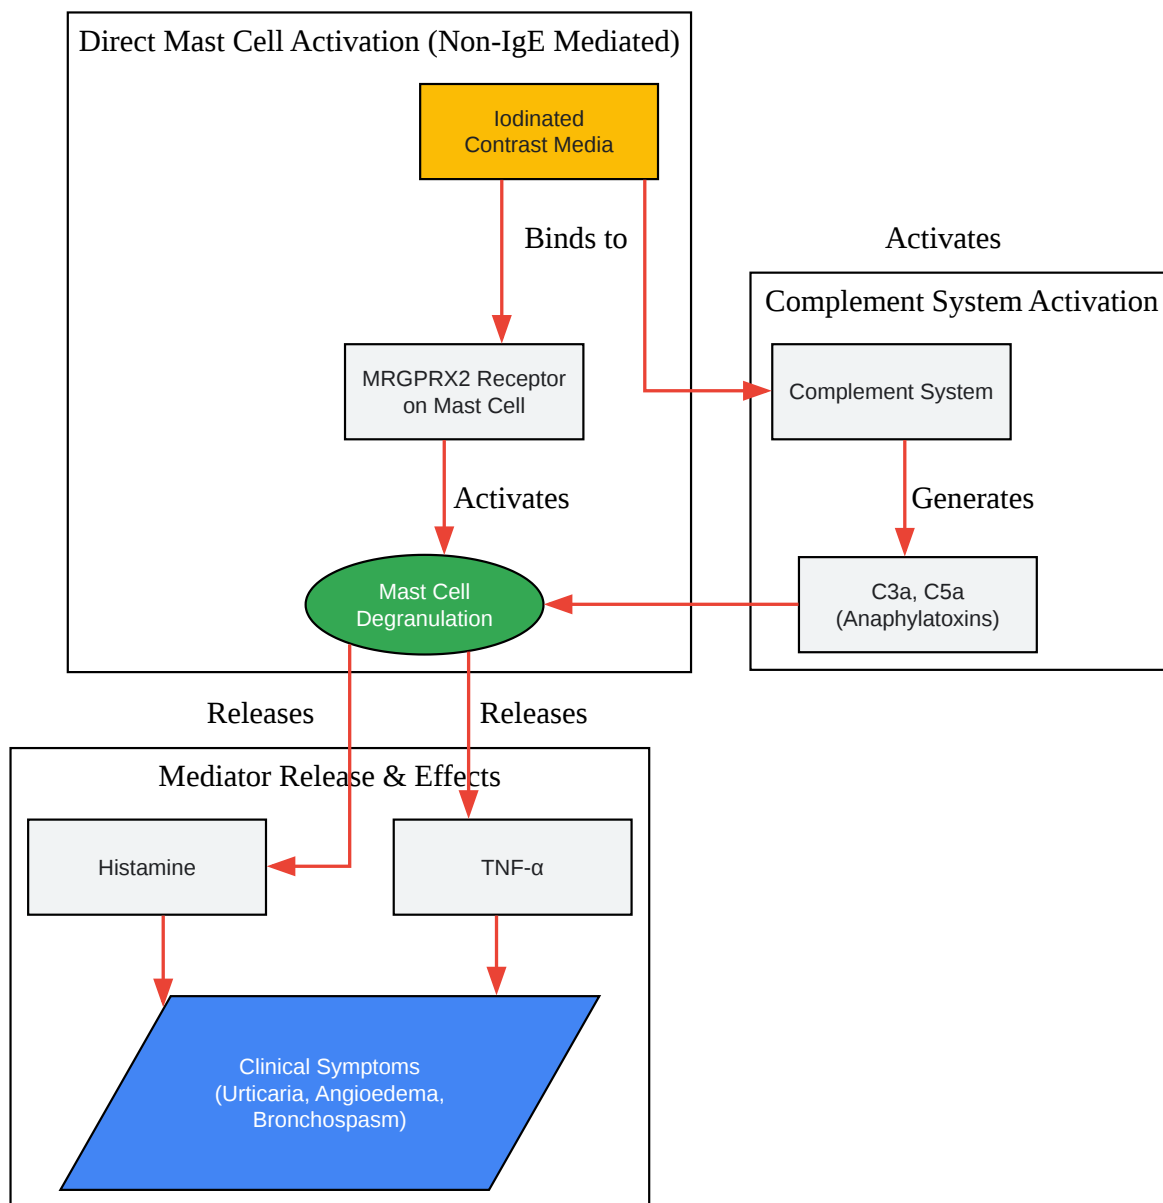 Direct Mast Cell Activation (Non-IgE Mediated)
Iodinated
Contrast Media
Binds to
Activates
Complement System Activation
MRGPRX2 Receptor
on Mast Cell
Complement System
Activates
Generates
Mast Cell
Degranulation
C3a, C5a
(Anaphylatoxins)
Releases
Releases
Mediator Release & Effects
Histamine
TNF-α
Clinical Symptoms
(Urticaria, Angioedema,
Bronchospasm)